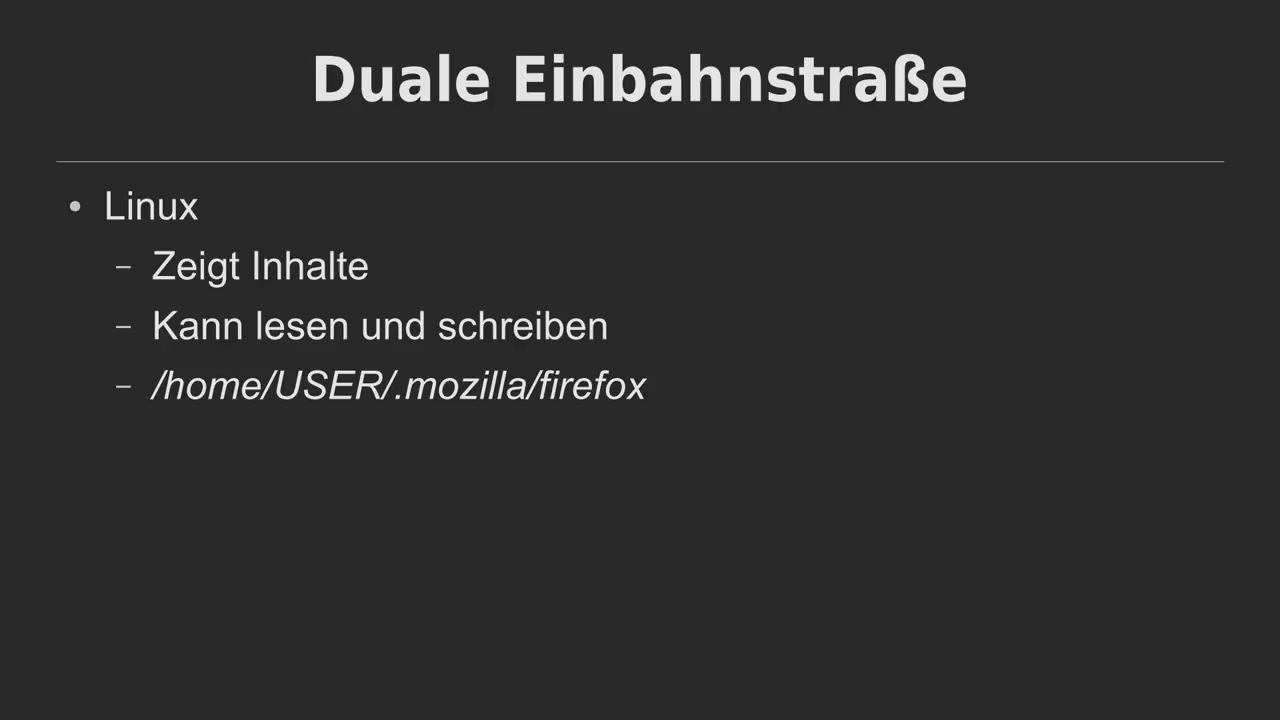 Duale Einbahnstraße
• Linux
– Zeigt Inhalte
– Kann lesen und schreiben
– /home/USER/.mozilla/firefox